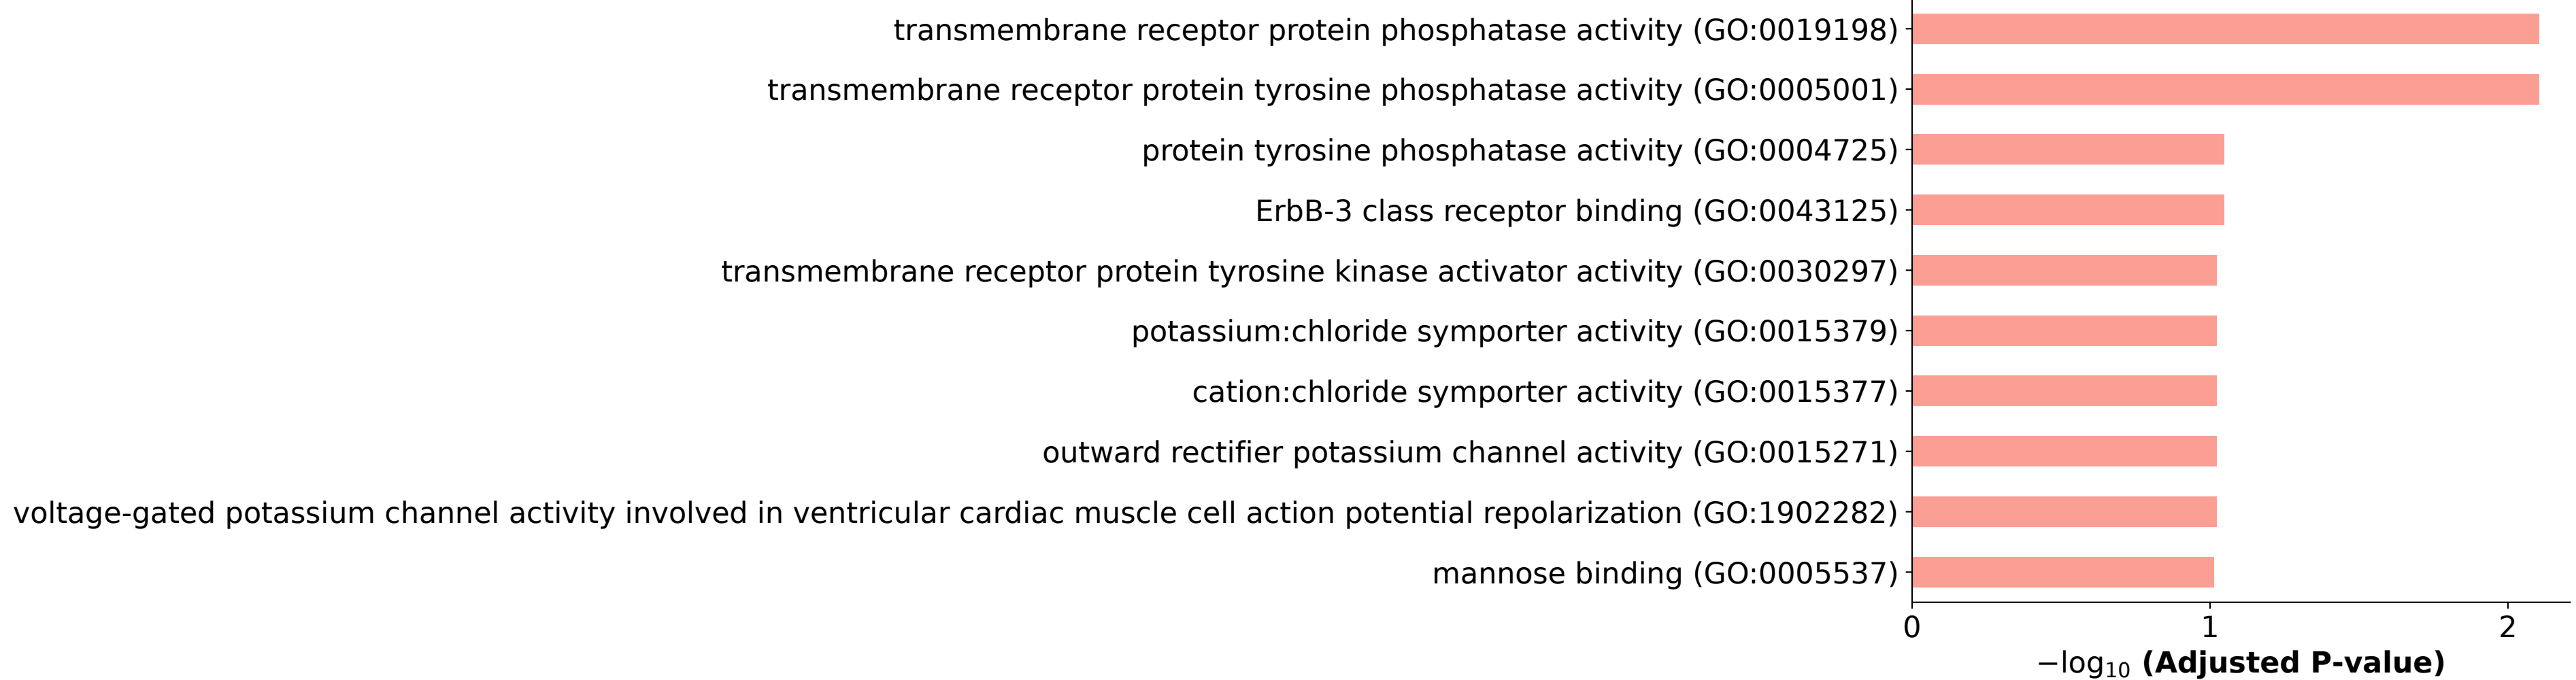 transmembrane receptor protein phosphatase activity (GO:0019198)
transmembrane receptor protein tyrosine phosphatase activity (GO:0005001)
protein tyrosine phosphatase activity (GO:0004725)
ErbB-3 class receptor binding (GO:0043125)
transmembrane receptor protein tyrosine kinase activator activity (GO:0030297)
potassium:chloride symporter activity (GO:0015379)
cation:chloride symporter activity (GO:0015377)
outward rectifier potassium channel activity (GO:0015271)
voltage-gated potassium channel activity involved in ventricular cardiac muscle cell action potential repolarization (GO:1902282)
mannose binding (GO:0005537)
0 1 2
−log₁₀ (Adjusted P-value)